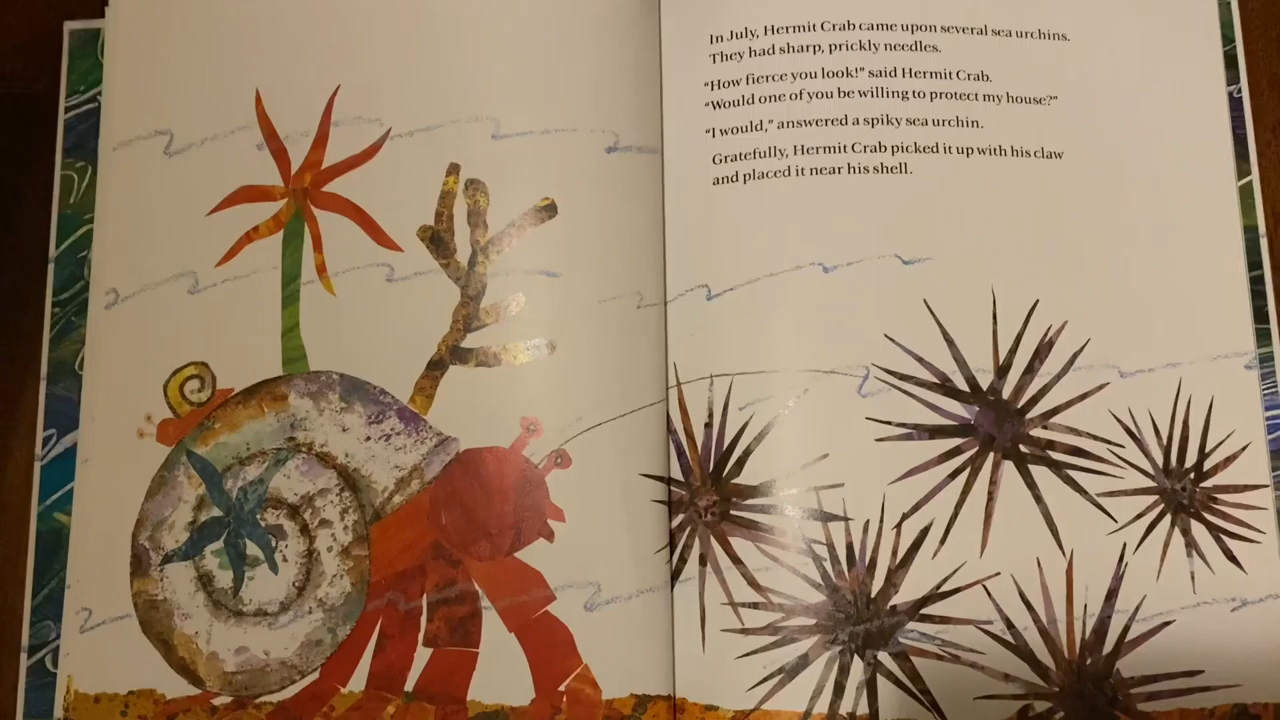 In July, Hermit Crab came upon several sea urchins.
They had sharp, prickly needles.
“How fierce you look!” said Hermit Crab.
“Would one of you be willing to protect my house?”
“I would,” answered a spiky sea urchin.
Gratefully, Hermit Crab picked it up with his claw
and placed it near his shell.